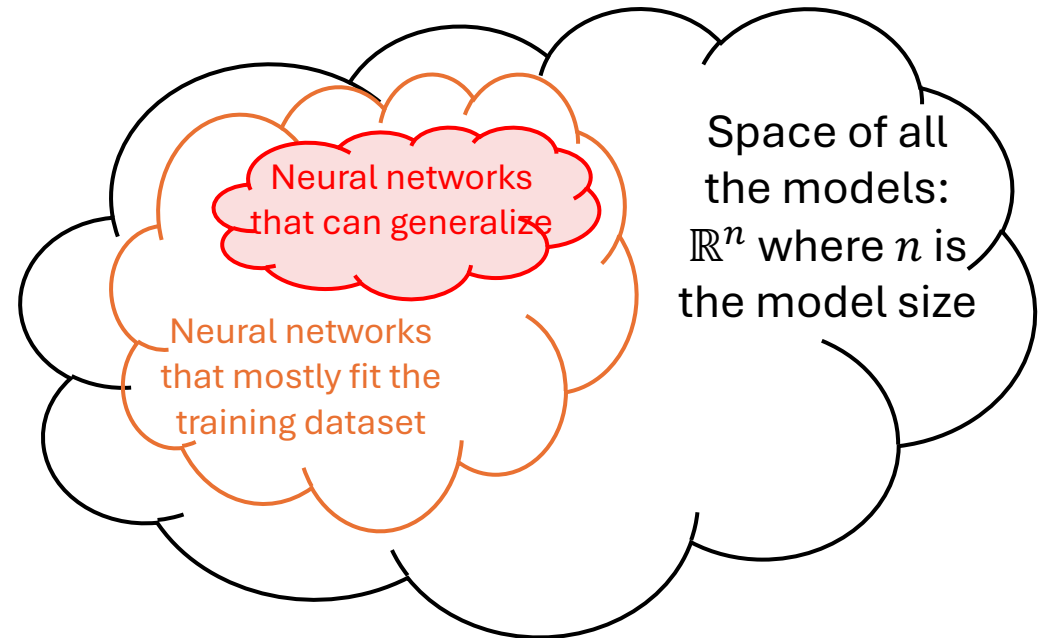 Space of all
the models:
ℝⁿ where n is
the model size
Neural networks
that can generalize
Neural networks
that mostly fit the
training dataset